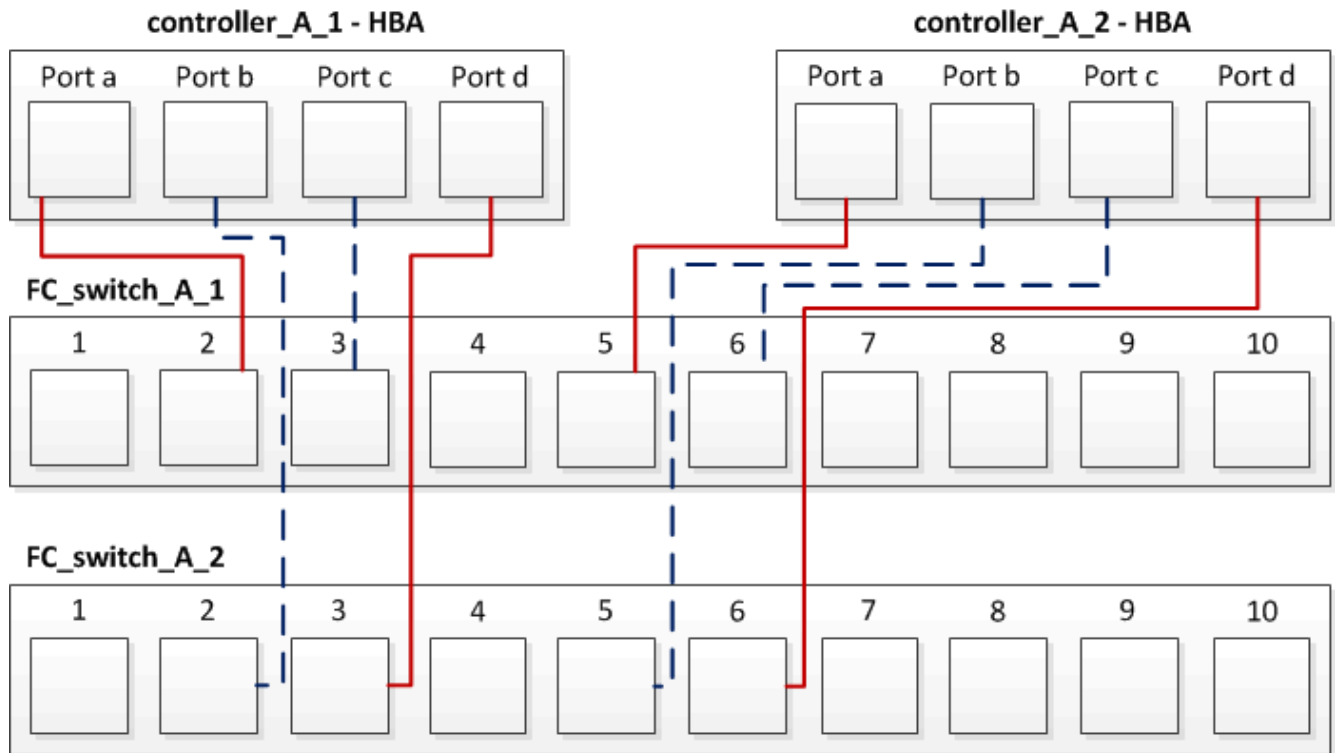 controller_A_1 - HBA
controller_A_2 - HBA
Port a Port b Port c Port d
Port a Port b Port c Port d
FC_switch_A_1
1 2 3 4 5 6 7 8 9 10
FC_switch_A_2
1 2 3 4 5 6 7 8 9 10